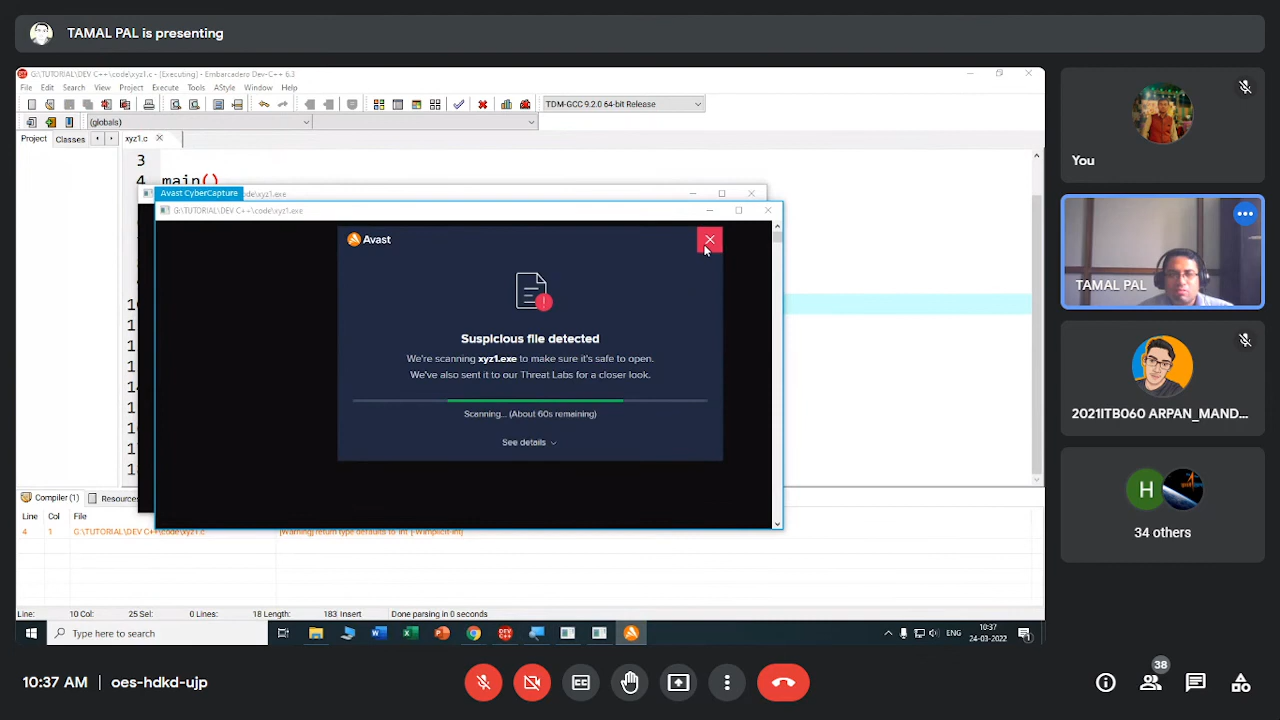 TAMAL PAL is presenting
G:\TUTORIAL\DEV C++\code\xyz1.c - [Executing] - Embarcadero Dev-C++ 6.3
File Edit Search View Project Execute Tools AStyle Window Help
TDM-GCC 9.2.0 64-bit Release
(globals)
Project Classes xyz1.c
3
4 main()
Avast CyberCapture
code\xyz1.exe
G:\TUTORIAL\DEV C++\code\xyz1.exe
Avast
Suspicious file detected
We're scanning xyz1.exe to make sure it's safe to open.
We've also sent it to our Threat Labs for a closer look.
Scanning... (About 60s remaining)
See details
Compiler (1) Resources
Line Col File
4 1 G:\TUTORIAL\DEV C++\code\xyz1.c [Warning] return type defaults to 'int' [-Wimplicit-int]
Line: 10 Col: 25 Sel: 0 Lines: 18 Length: 183 Insert Done parsing in 0 seconds
Type here to search
ENG
10:37
24-03-2022
You
TAMAL PAL
2021ITB060 ARPAN_MAND...
H
34 others
10:37 AM | oes-hdkd-ujp
38